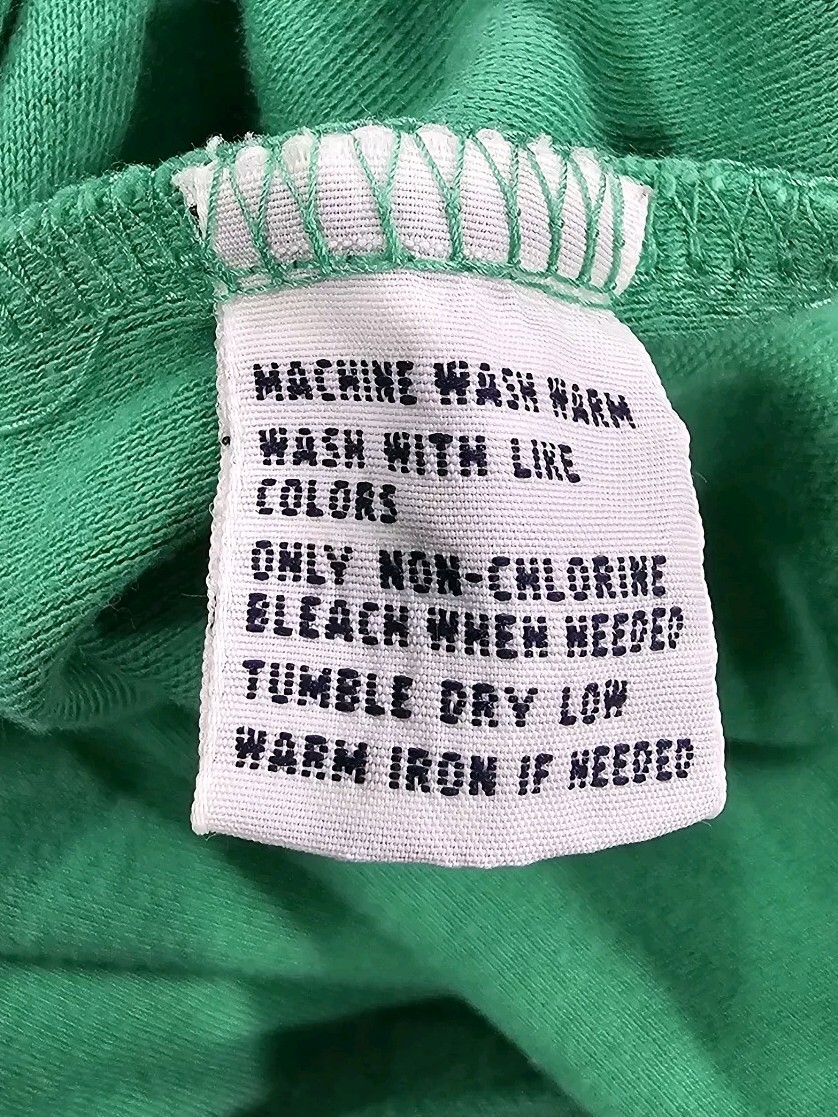 MACHINE WASH WARM
WASH WITH LIKE
COLORS
ONLY NON-CHLORINE
BLEACH WHEN NEEDED
TUMBLE DRY LOW
WARM IRON IF NEEDED